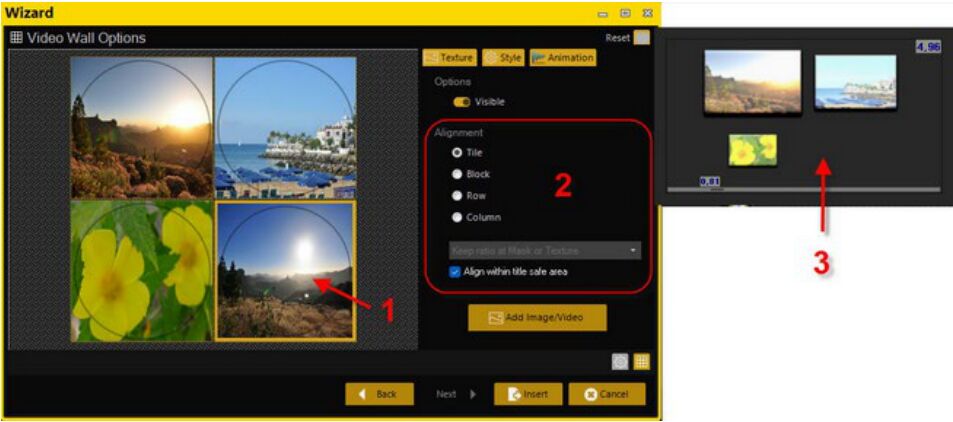 Wizard
Video Wall Options
Reset
Texture
Style
Animation
Options
Visible
Alignment
Tile
Block
Row
Column
Keep ratio at Mask or Texture
Align within title safe area
Add Image/Video
Back
Next
Insert
Cancel
1
2
4,96
0,81
3